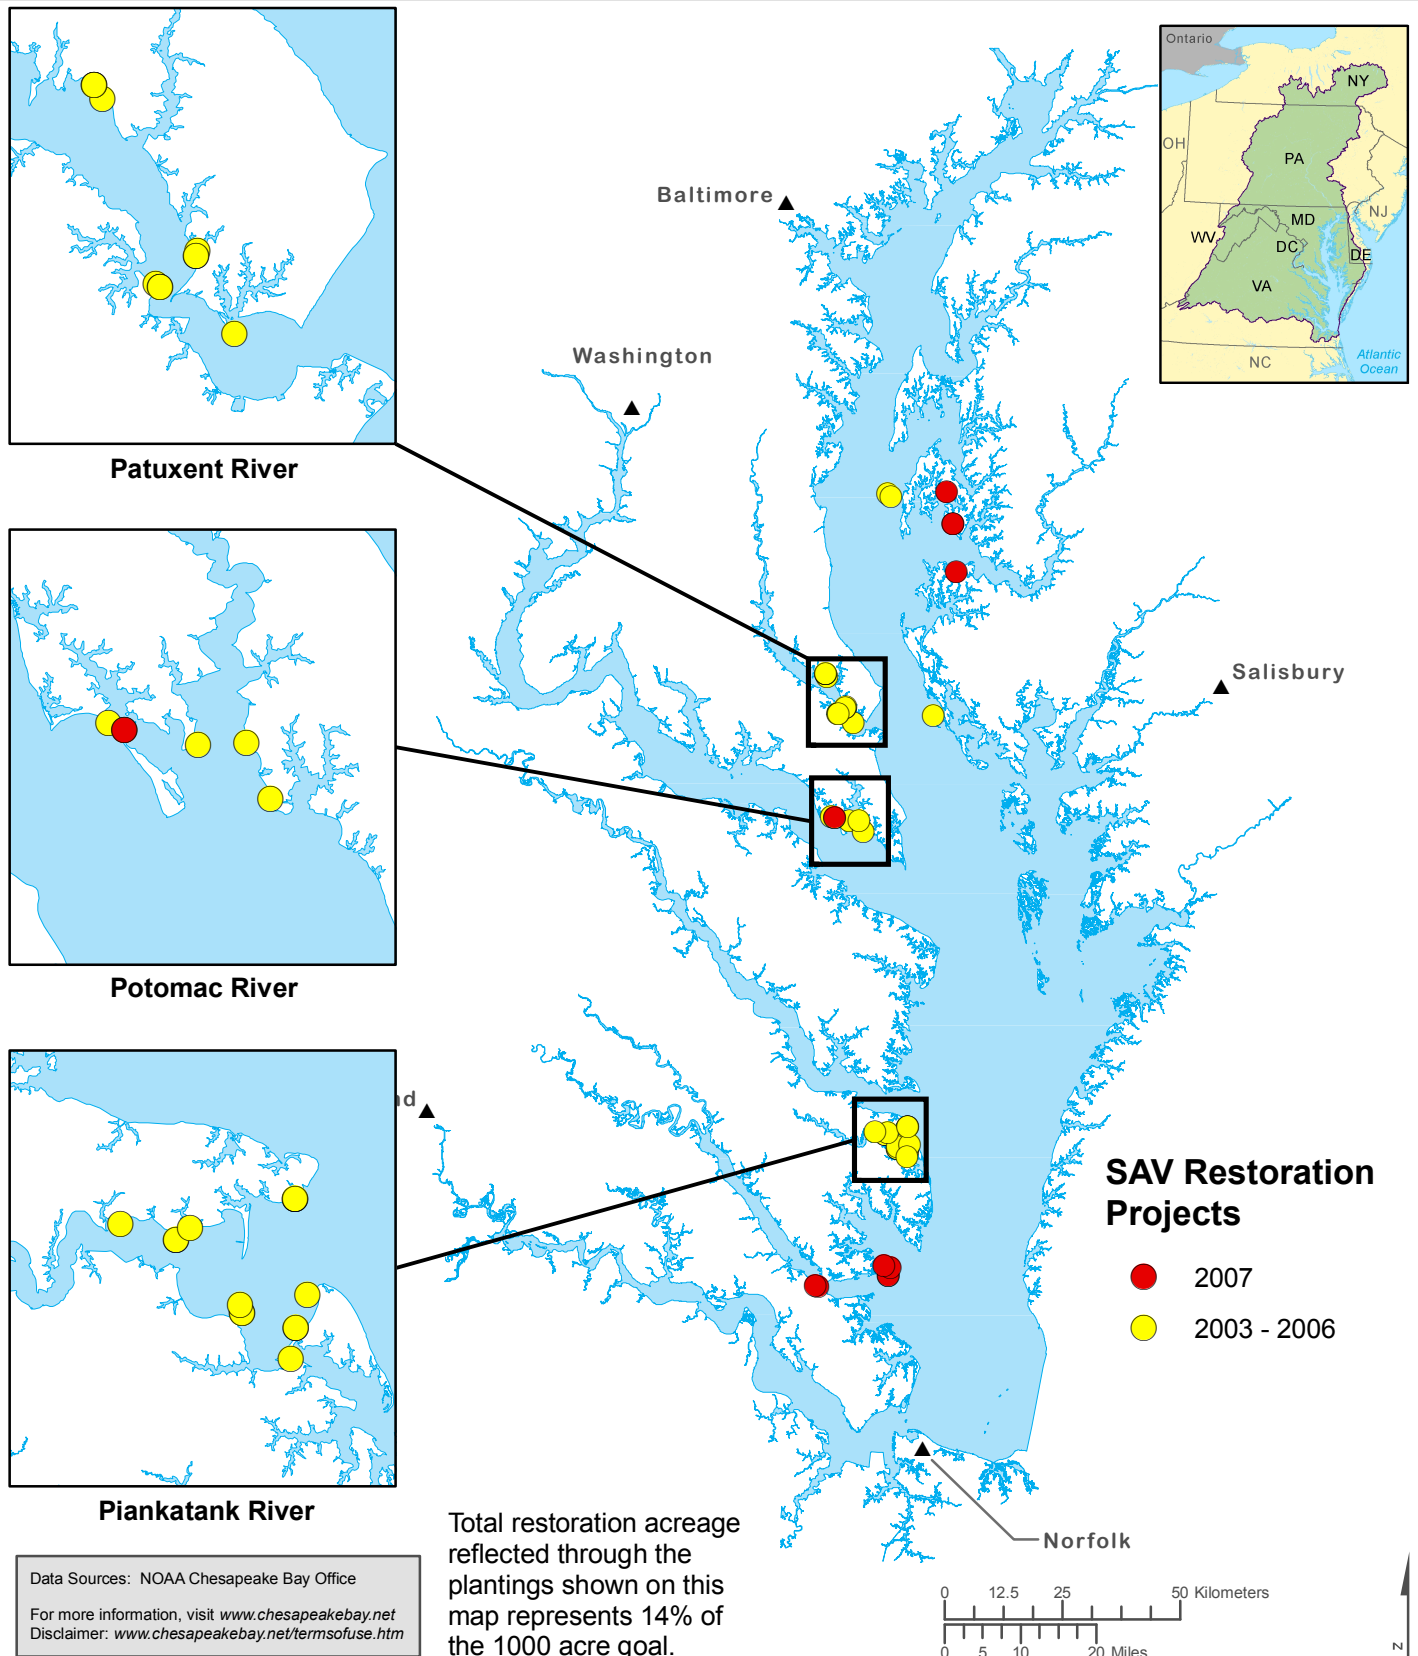 Patuxent River
Potomac River
Piankatank River
Data Sources: NOAA Chesapeake Bay Office
For more information, visit www.chesapeakebay.net
Disclaimer: www.chesapeakebay.net/termsofuse.htm
Total restoration acreage
reflected through the
plantings shown on this
map represents 14% of
the 1000 acre goal.
Baltimore
Washington
Salisbury
nd
Norfolk
Ontario
NY
OH
PA
NJ
MD
WV
DC
DE
VA
NC
Atlantic
Ocean
SAV Restoration
Projects
2007
2003 - 2006
0 12.5 25 50 Kilometers
0 5 10 20 Miles
N